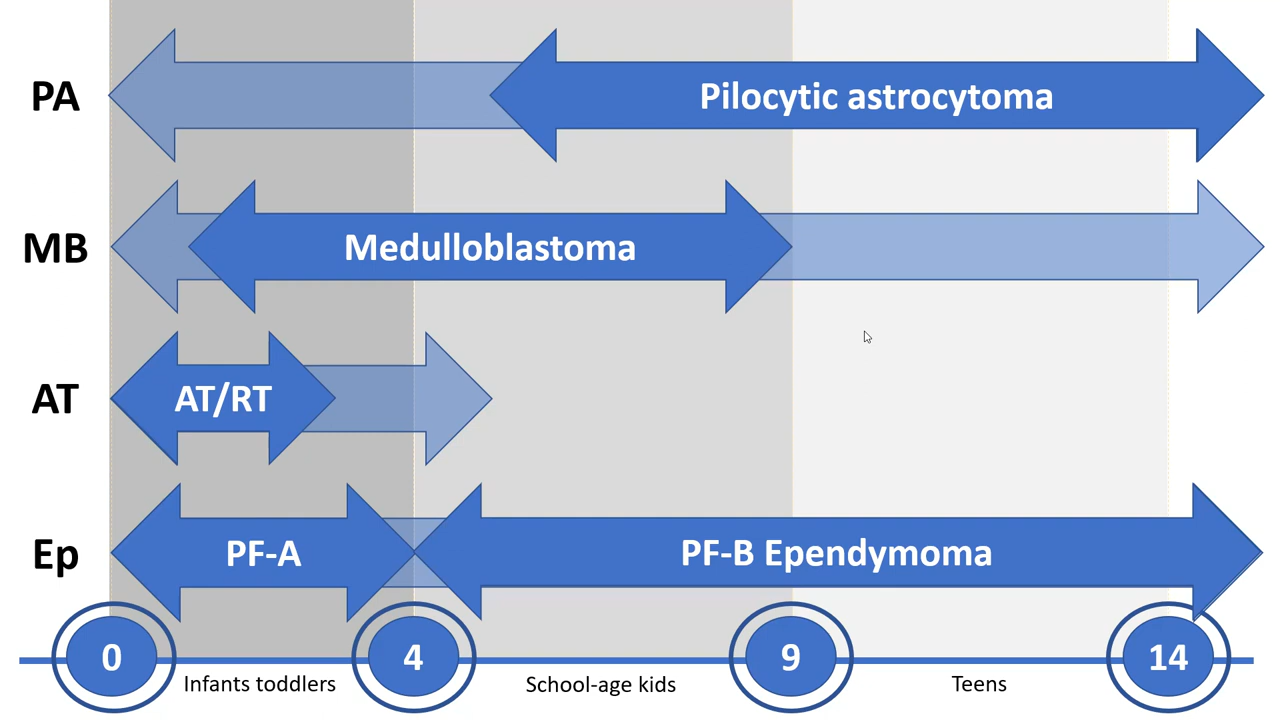 PA
Pilocytic astrocytoma
MB
Medulloblastoma
AT
AT/RT
Ep
PF-A
PF-B Ependymoma
0
4
9
14
Infants toddlers
School-age kids
Teens